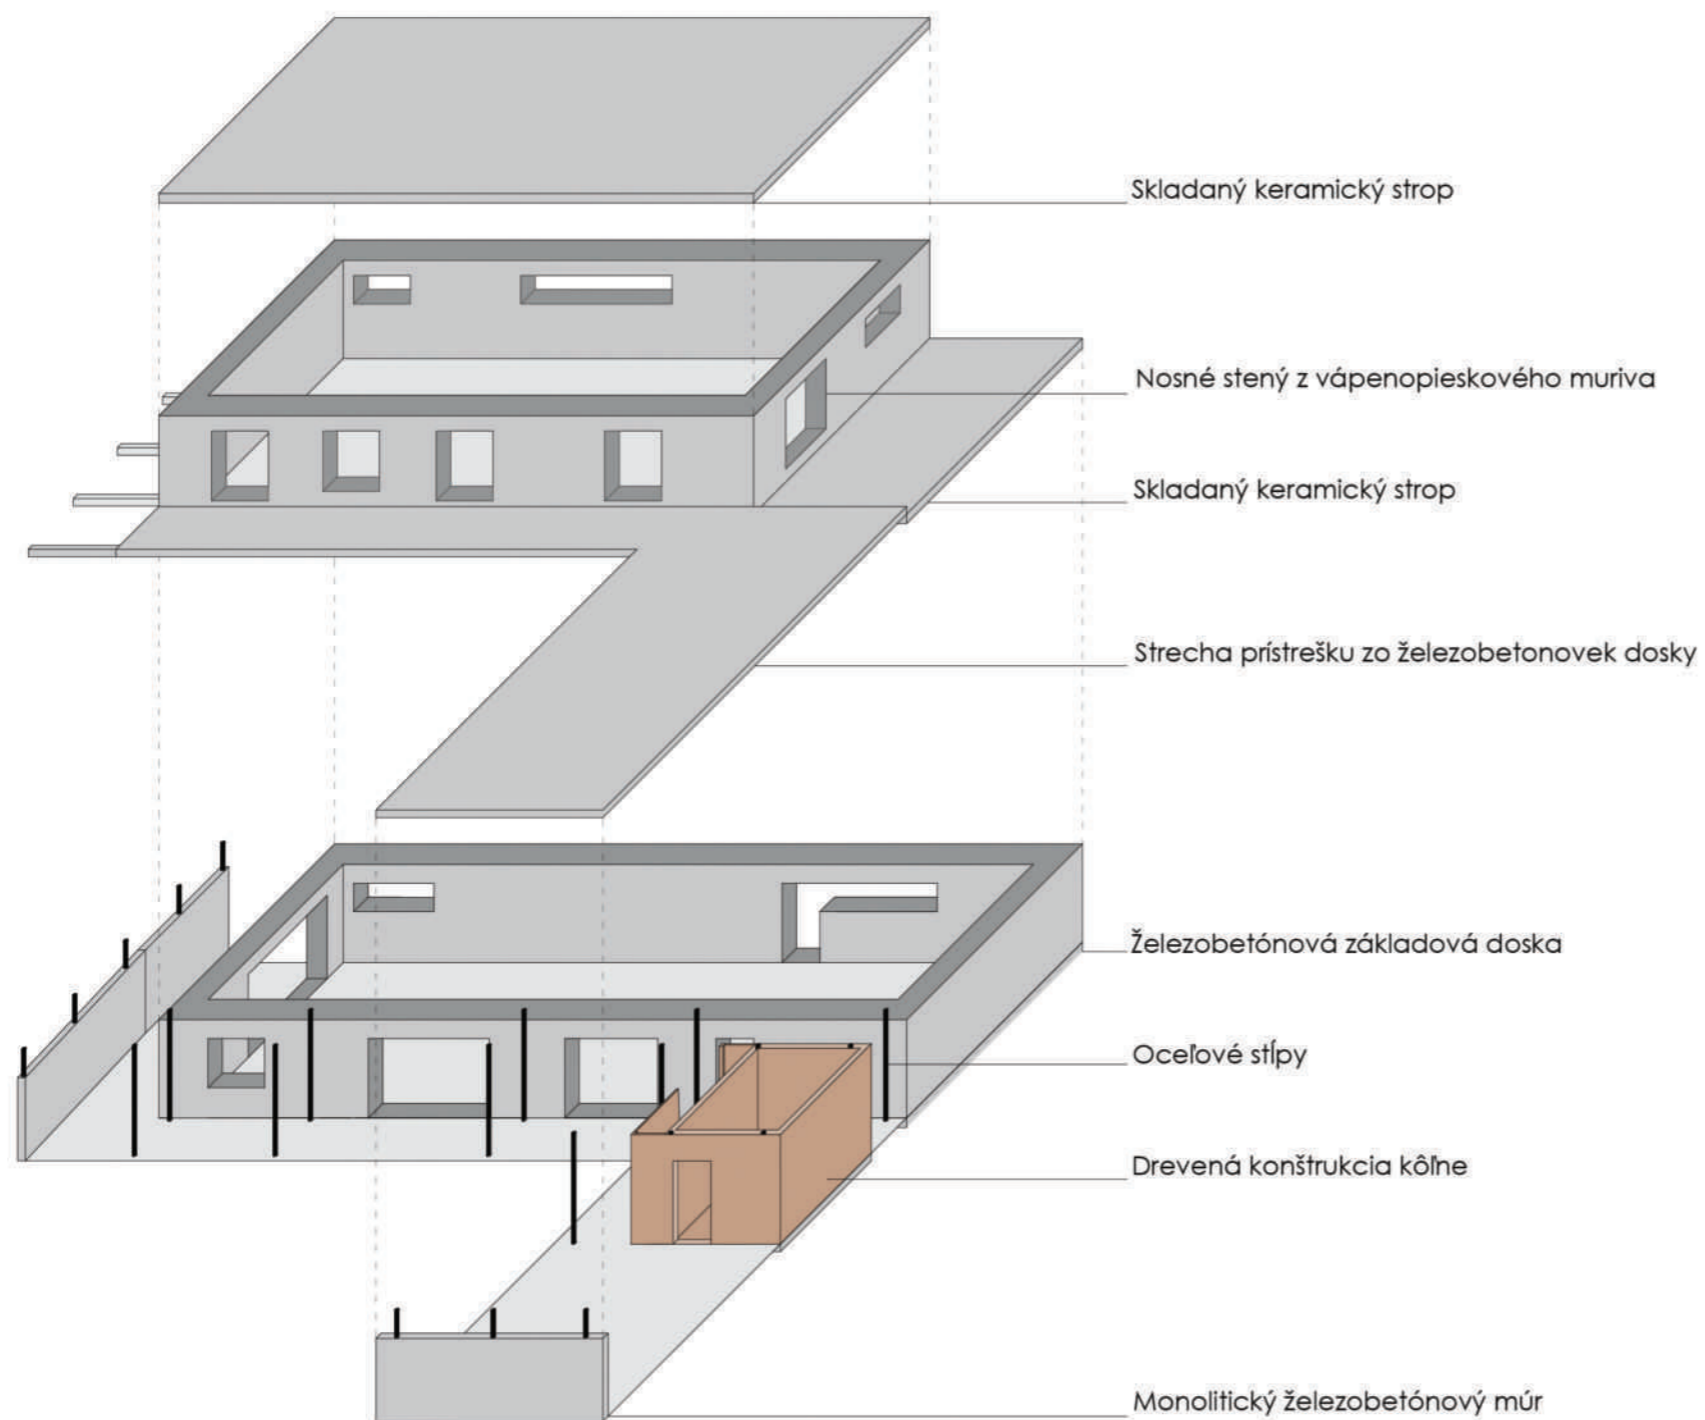 Skladaný keramický strop
Nosné stený z vápenopieskového muriva
Skladaný keramický strop
Strecha prístrešku zo železobetonovek dosky
Železobetónová základová doska
Oceľové stĺpy
Drevená konštrukcia kôľne
Monolitický železobetónový múr